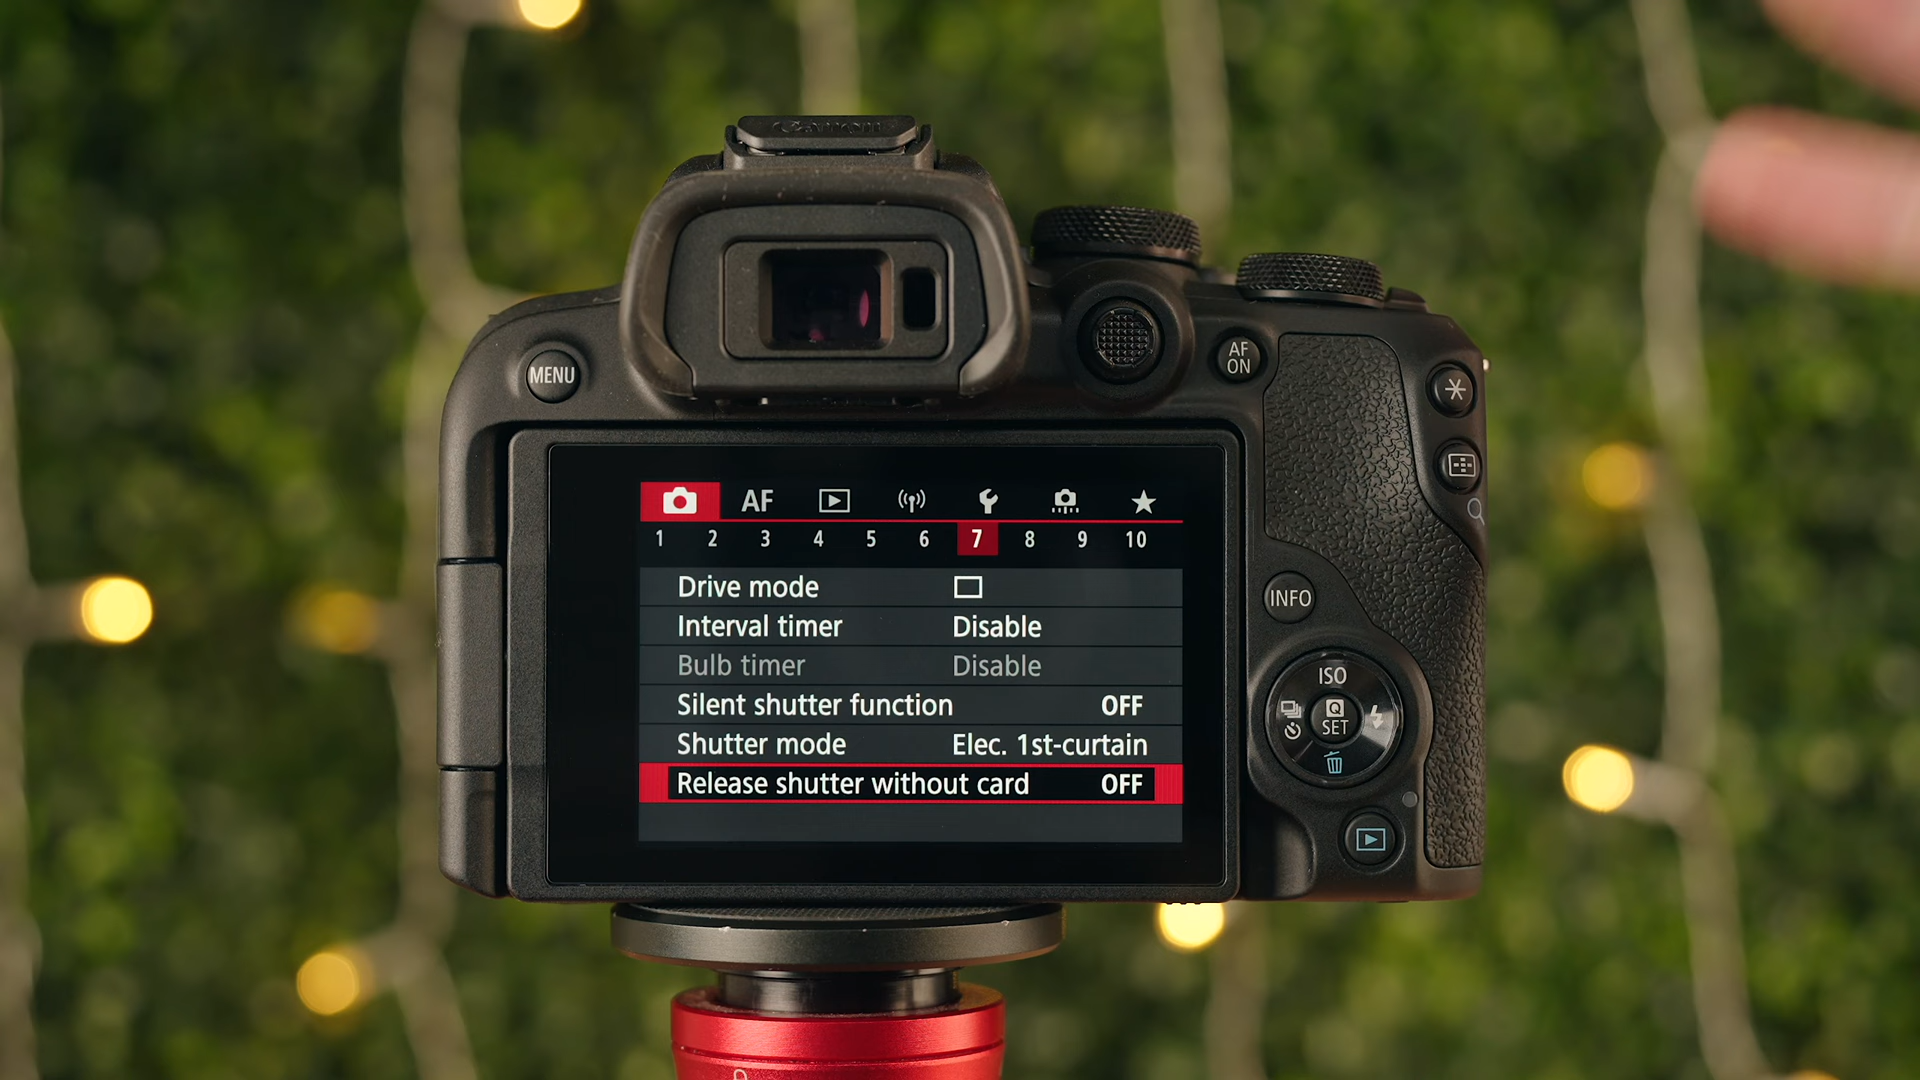 Canon
MENU
AF
ON
AF
1 2 3 4 5 6 7 8 9 10
Drive mode
Interval timer Disable
Bulb timer Disable
Silent shutter function OFF
Shutter mode Elec. 1st-curtain
Release shutter without card OFF
INFO
ISO
Q
SET